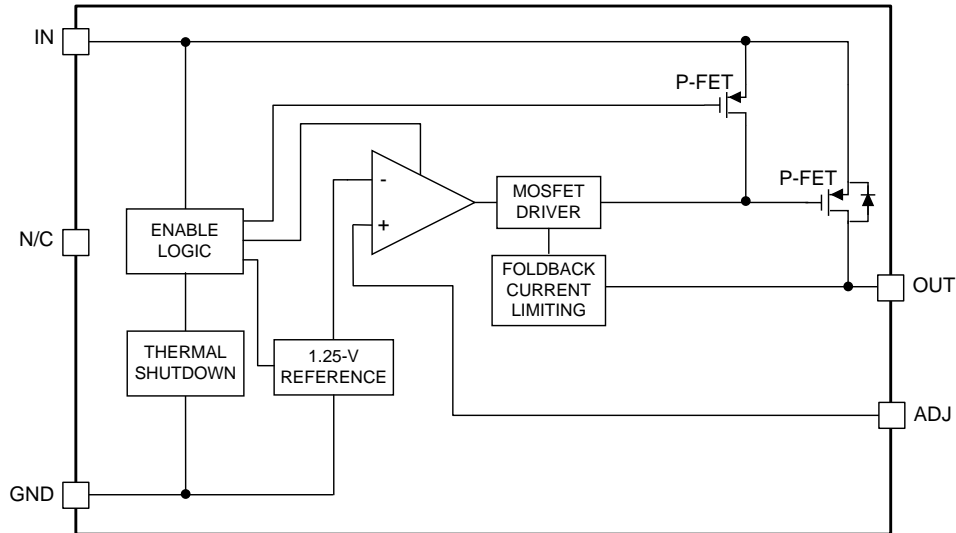 IN
P-FET
P-FET
-
+
MOSFET
DRIVER
N/C
ENABLE
LOGIC
FOLDBACK
CURRENT
LIMITING
OUT
THERMAL
SHUTDOWN
1.25-V
REFERENCE
ADJ
GND